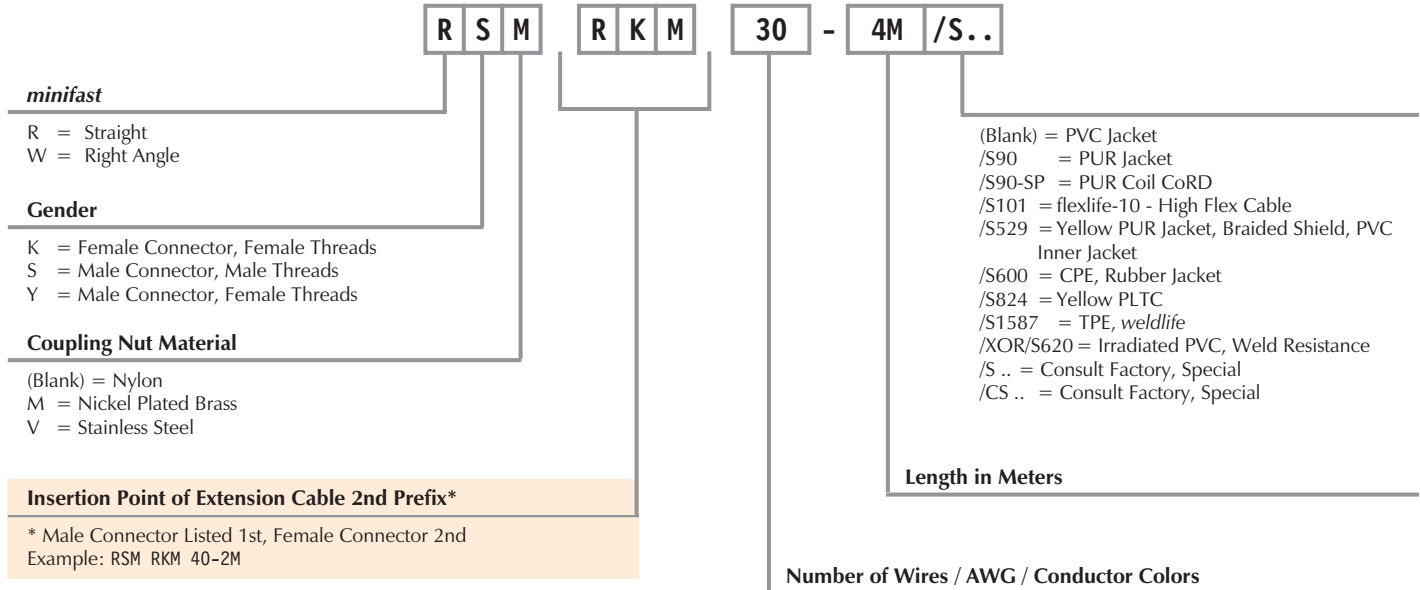 R S M R K M 30 - 4M /S..
minifast
R = Straight
W = Right Angle
Gender
K = Female Connector, Female Threads
S = Male Connector, Male Threads
Y = Male Connector, Female Threads
Coupling Nut Material
(Blank) = Nylon
M = Nickel Plated Brass
V = Stainless Steel
Insertion Point of Extension Cable 2nd Prefix*
* Male Connector Listed 1st, Female Connector 2nd
Example: RSM RKM 40-2M
(Blank) = PVC Jacket
/S90 = PUR Jacket
/S90-SP = PUR Coil CoRD
/S101 = flexlife-10 - High Flex Cable
/S529 = Yellow PUR Jacket, Braided Shield, PVC
Inner Jacket
/S600 = CPE, Rubber Jacket
/S824 = Yellow PLTC
/S1587 = TPE, weldlife
/XOR/S620 = Irradiated PVC, Weld Resistance
/S .. = Consult Factory, Special
/CS .. = Consult Factory, Special
Length in Meters
Number of Wires / AWG / Conductor Colors